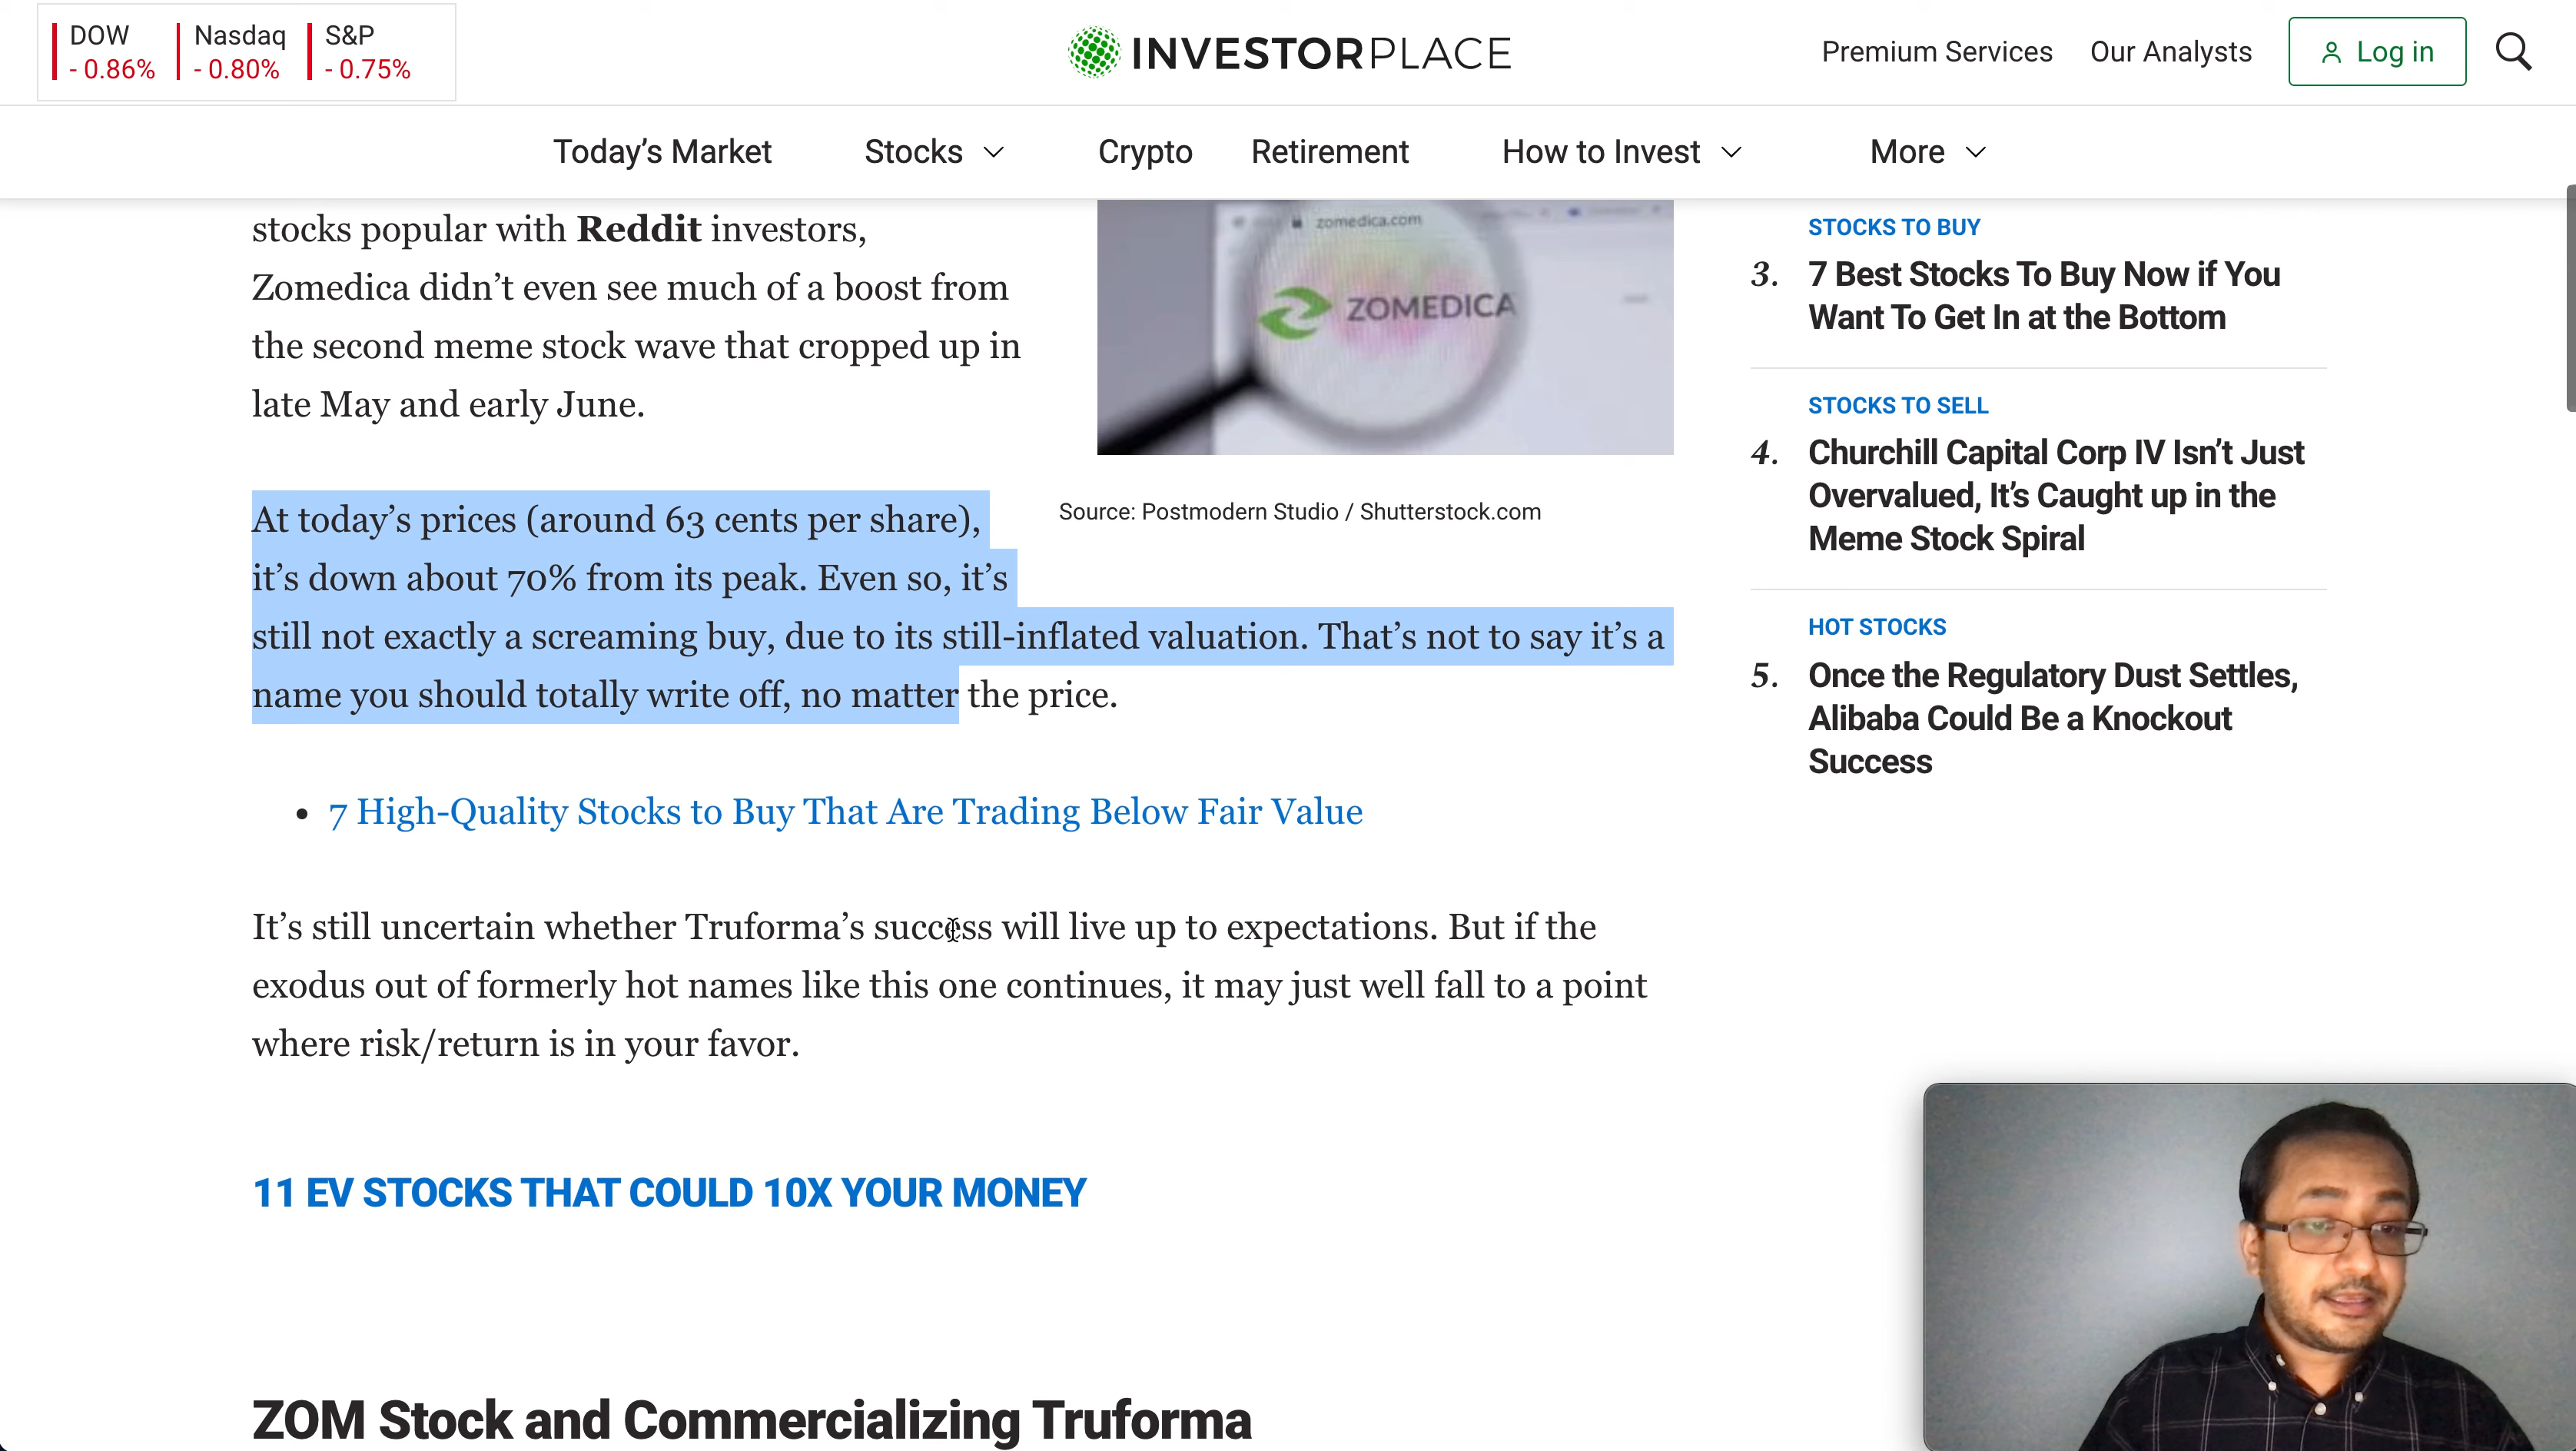 DOW
- 0.86%
Nasdaq
- 0.80%
S&P
- 0.75%
INVESTORPLACE
Premium Services
Our Analysts
Log in
Today’s Market
Stocks
Crypto
Retirement
How to Invest
More
stocks popular with Reddit investors,
Zomedica didn’t even see much of a boost from
the second meme stock wave that cropped up in
late May and early June.
zomedica.com
ZOMEDICA
Source: Postmodern Studio / Shutterstock.com
At today’s prices (around 63 cents per share),
it’s down about 70% from its peak. Even so, it’s
still not exactly a screaming buy, due to its still-inflated valuation. That’s not to say it’s a
name you should totally write off, no matter the price.
• 7 High-Quality Stocks to Buy That Are Trading Below Fair Value
It’s still uncertain whether Truforma’s success will live up to expectations. But if the
exodus out of formerly hot names like this one continues, it may just well fall to a point
where risk/return is in your favor.
11 EV STOCKS THAT COULD 10X YOUR MONEY
ZOM Stock and Commercializing Truforma
STOCKS TO BUY
3. 7 Best Stocks To Buy Now if You
Want To Get In at the Bottom
STOCKS TO SELL
4. Churchill Capital Corp IV Isn’t Just
Overvalued, It’s Caught up in the
Meme Stock Spiral
HOT STOCKS
5. Once the Regulatory Dust Settles,
Alibaba Could Be a Knockout
Success